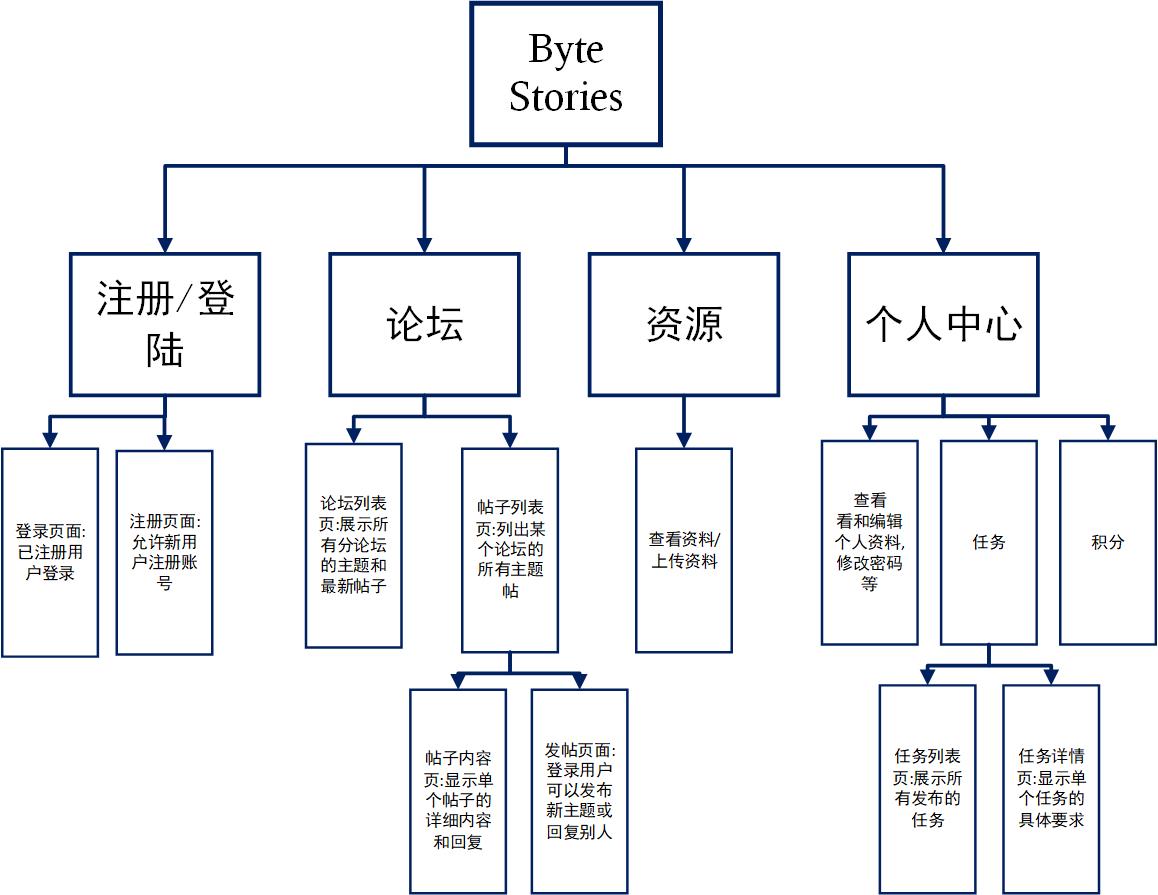 Byte
Stories
注册/登
陆
论坛
资源
个人中心
登录页面:
已注册用
户登录
注册页面:
允许新用
户注册账
号
论坛列表
页:展示所
有分论坛
的主题和
最新帖子
帖子列表
页:列出某
个论坛的
所有主题
帖
查看资料/
上传资料
查看
看和编辑
个人资料,
修改密码
等
任务
积分
帖子内容
页:显示单
个帖子的
详细内容
和回复
发帖页面:
登录用户
可以发布
新主题或
回复别人
任务列表
页:展示所
有发布的
任务
任务详情
页:显示单
个任务的
具体要求